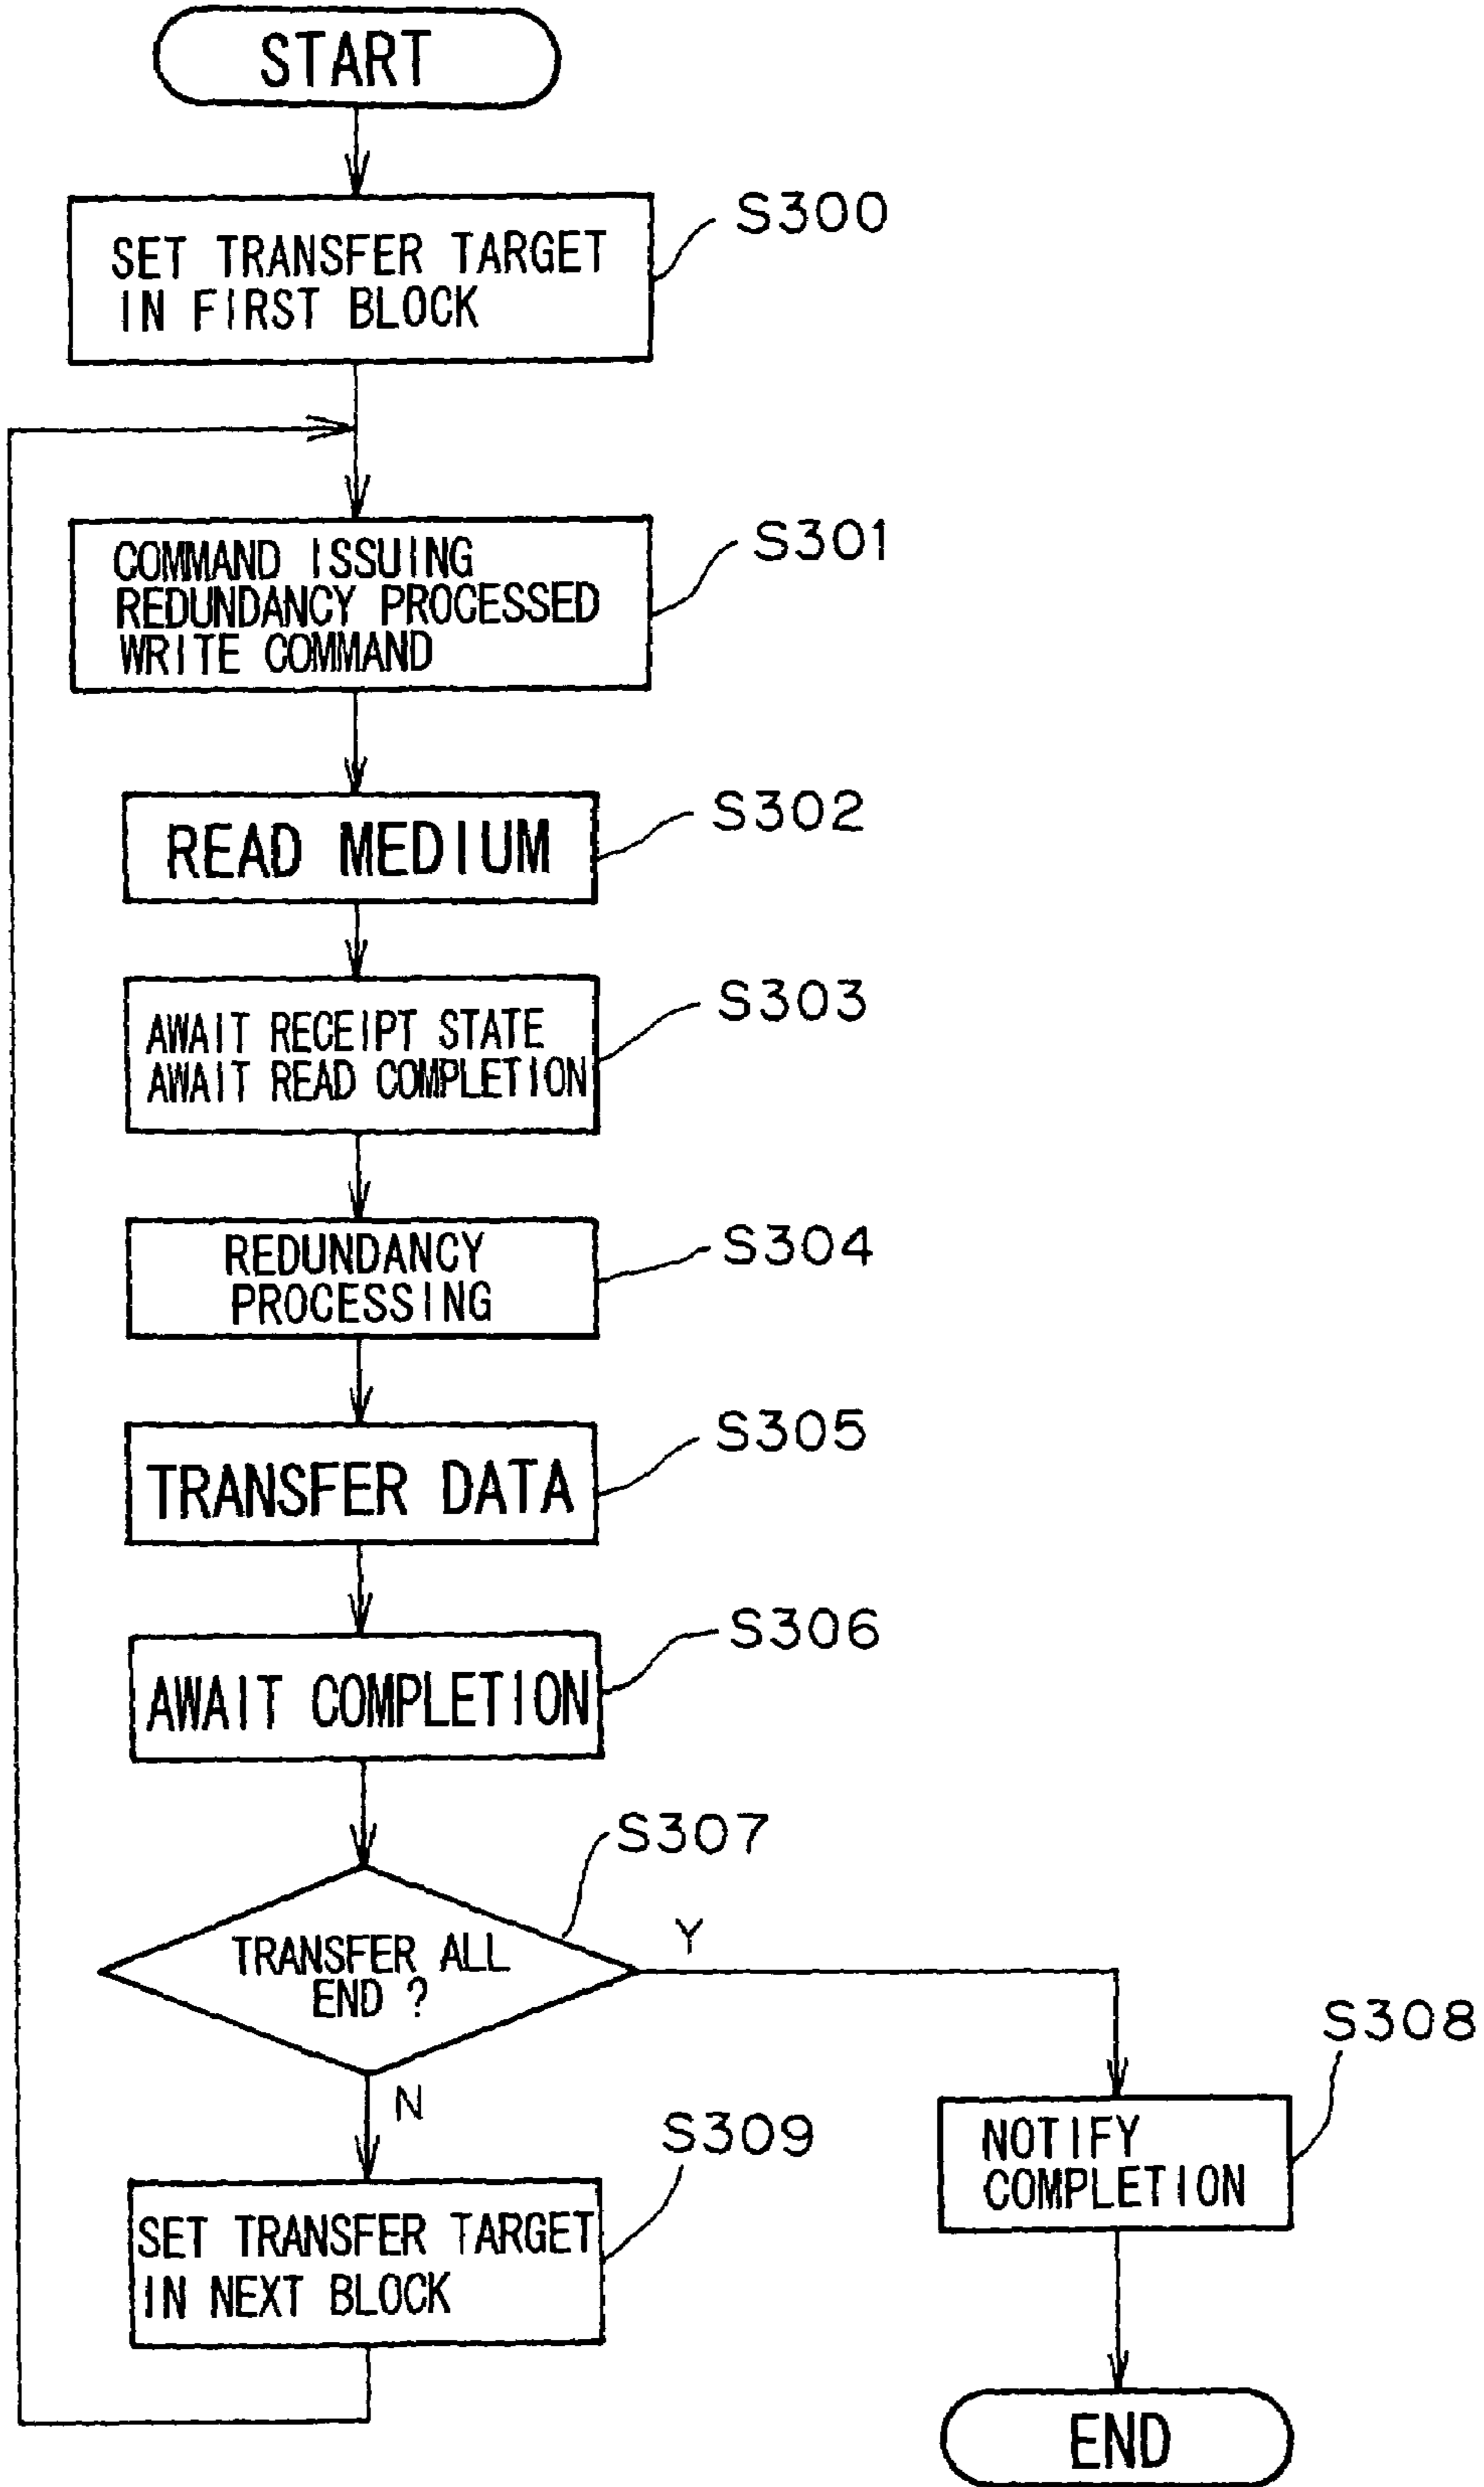 START
S300
SET TRANSFER TARGET
IN FIRST BLOCK
S301
COMMAND ISSUING
REDUNDANCY PROCESSED
WRITE COMMAND
S302
READ MEDIUM
S303
AWAIT RECEIPT STATE
AWAIT READ COMPLETION
S304
REDUNDANCY
PROCESSING
S305
TRANSFER DATA
S306
AWAIT COMPLETION
S307
TRANSFER ALL
END ?
Y
N
S308
NOTIFY
COMPLETION
S309
SET TRANSFER TARGET
IN NEXT BLOCK
END